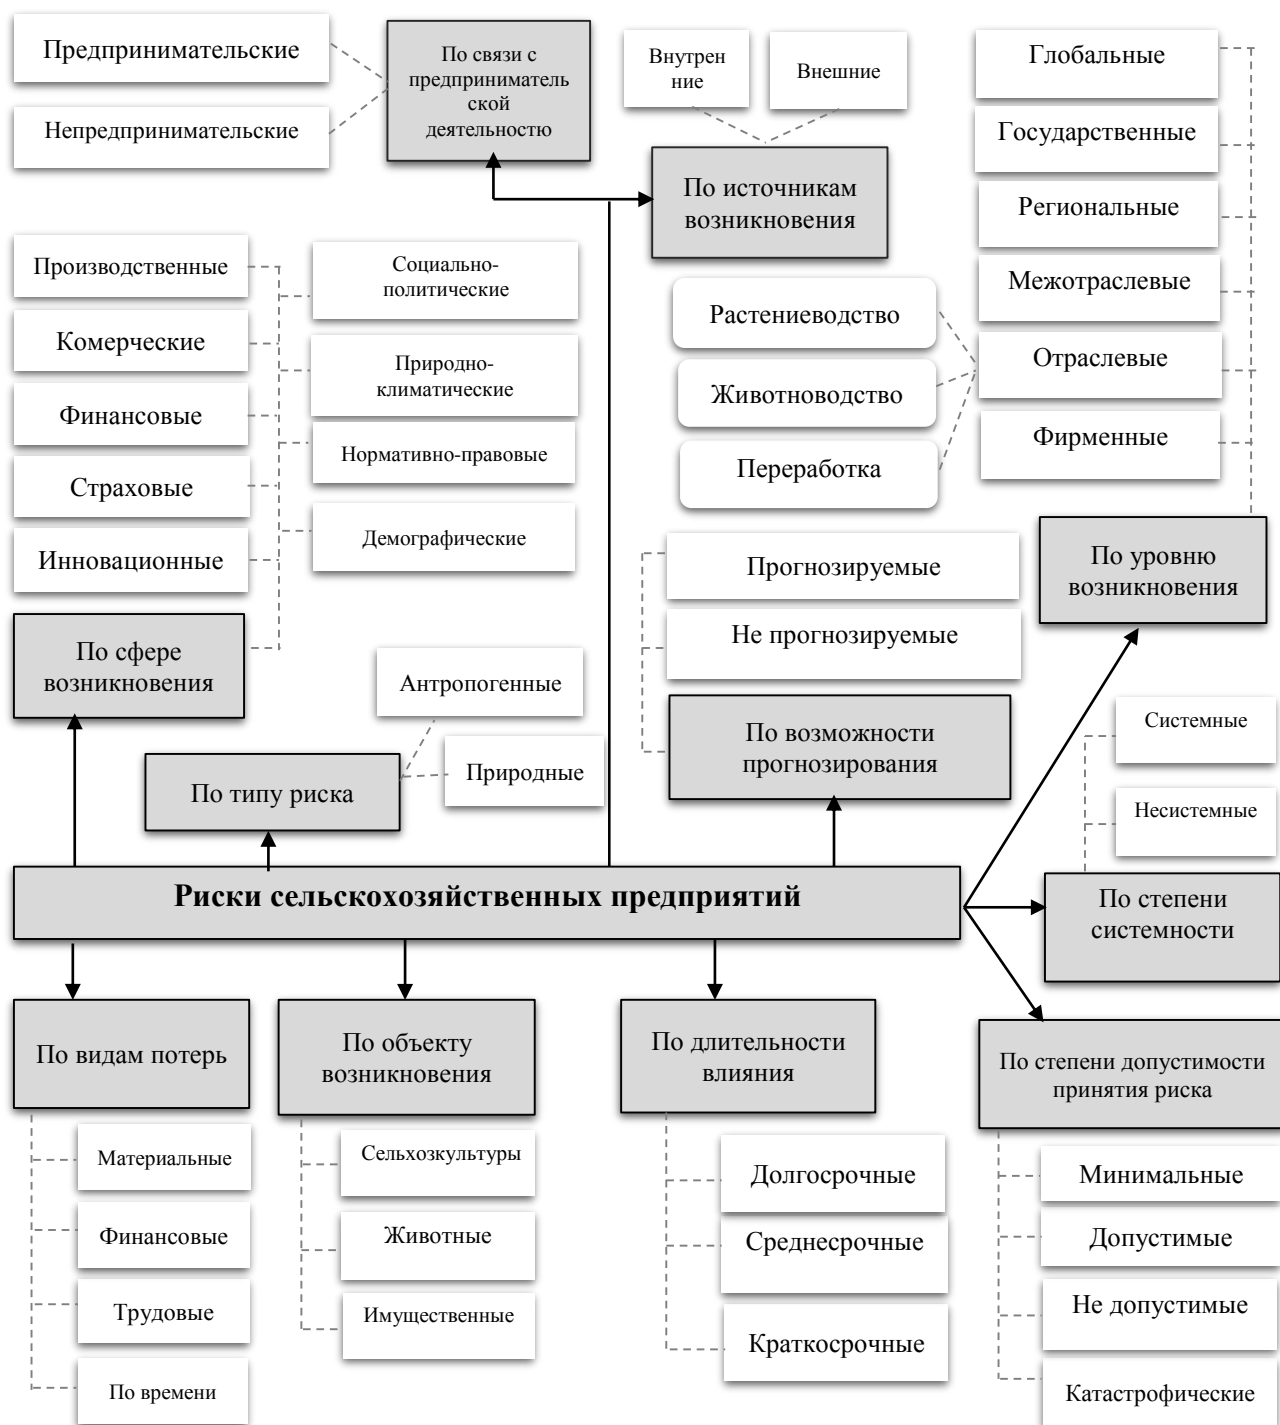 Предпринимательские
Непредпринимательские
По связи с
предприниматель
ской
деятельностью
Внутрен
ние
Внешние
По источникам
возникновения
Глобальные
Государственные
Региональные
Межотраслевые
Отраслевые
Фирменные
Растениеводство
Животноводство
Переработка
По уровню
возникновения
Производственные
Комерческие
Финансовые
Страховые
Инновационные
Социально-
политические
Природно-
климатические
Нормативно-правовые
Демографические
По сфере
возникновения
Антропогенные
Природные
По типу риска
Прогнозируемые
Не прогнозируемые
По возможности
прогнозирования
Системные
Несистемные
По степени
системности
Риски сельскохозяйственных предприятий
По видам потерь
Материальные
Финансовые
Трудовые
По времени
По объекту
возникновения
Сельхозкультуры
Животные
Имущественные
По длительности
влияния
Долгосрочные
Среднесрочные
Краткосрочные
По степени допустимости
принятия риска
Минимальные
Допустимые
Не допустимые
Катастрофические